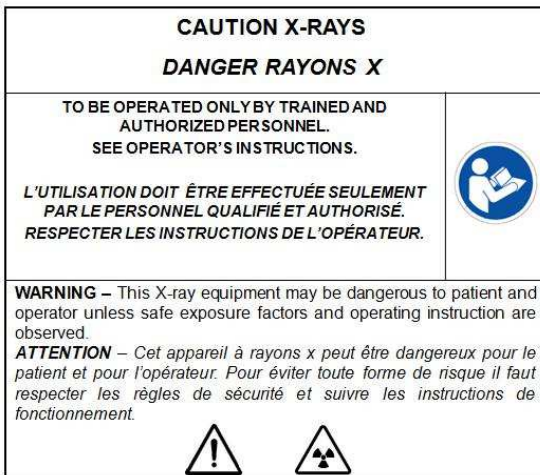 CAUTION X-RAYS
DANGER RAYONS X
TO BE OPERATED ONLY BY TRAINED AND
AUTHORIZED PERSONNEL.
SEE OPERATOR'S INSTRUCTIONS.
L'UTILISATION DOIT ÊTRE EFFECTUÉE SEULEMENT
PAR LE PERSONNEL QUALIFIÉ ET AUTHORISÉ.
RESPECTER LES INSTRUCTIONS DE L'OPÉRATEUR.
WARNING – This X-ray equipment may be dangerous to patient and
operator unless safe exposure factors and operating instruction are
observed.
ATTENTION – Cet appareil à rayons x peut être dangereux pour le
patient et pour l'opérateur. Pour éviter toute forme de risque il faut
respecter les règles de sécurité et suivre les instructions de
fonctionnement.